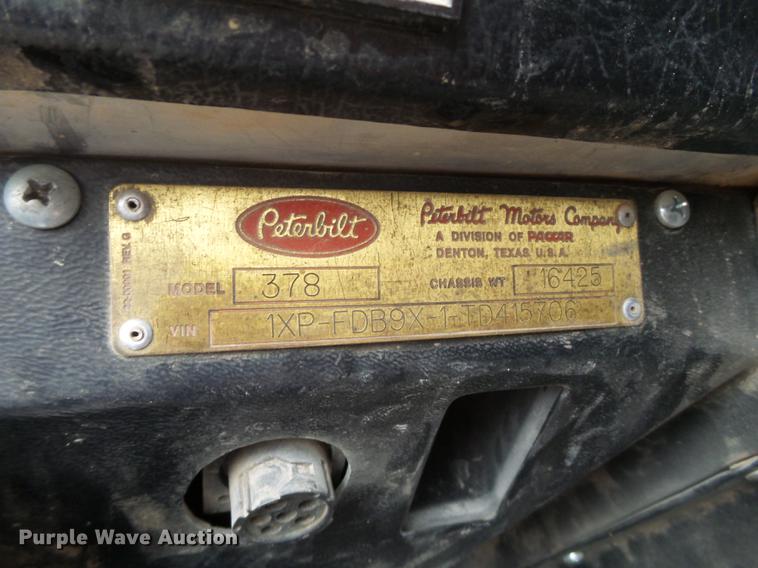 Peterbilt
Peterbilt Motors Company
A DIVISION OF PACCAR
DENTON, TEXAS U.S.A.
MODEL 378 CHASSIS WT 16425
VIN 1XP-FDB9X-1-TD415706
REV G
Purple Wave Auction®